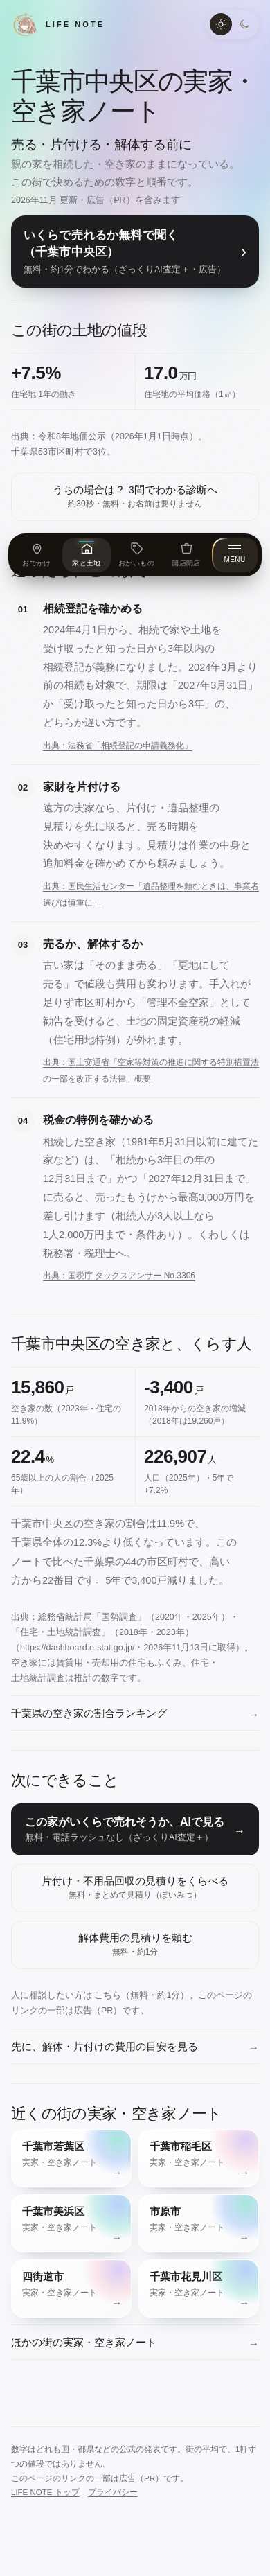 LIFE NOTE
千葉市中央区の実家・
空き家ノート
売る・片付ける・解体する前に
親の家を相続した・空き家のままになっている。
この街で決めるための数字と順番です。
2026年11月 更新・広告（PR）を含みます
いくらで売れるか無料で聞く
（千葉市中央区）
無料・約1分でわかる（ざっくりAI査定＋・広告）
›
この街の土地の値段
+7.5%
住宅地 1年の動き
17.0 万円
住宅地の平均価格（1㎡）
出典：令和8年地価公示（2026年1月1日時点）。
千葉県53市区町村で3位。
うちの場合は？ 3問でわかる診断へ
約30秒・無料・お名前は要りません
おでかけ
家と土地
おかいもの
開店閉店
MENU
01
相続登記を確かめる
2024年4月1日から、相続で家や土地を
受け取ったと知った日から3年以内の
相続登記が義務になりました。2024年3月より
前の相続も対象で、期限は「2027年3月31日」
か「受け取ったと知った日から3年」の、
どちらか遅い方です。
出典：法務省「相続登記の申請義務化」
02
家財を片付ける
遠方の実家なら、片付け・遺品整理の
見積りを先に取ると、売る時期を
決めやすくなります。見積りは作業の中身と
追加料金を確かめてから頼みましょう。
出典：国民生活センター「遺品整理を頼むときは、事業者
選びは慎重に」
03
売るか、解体するか
古い家は「そのまま売る」「更地にして
売る」で値段も費用も変わります。手入れが
足りず市区町村から「管理不全空家」として
勧告を受けると、土地の固定資産税の軽減
（住宅用地特例）が外れます。
出典：国土交通省「空家等対策の推進に関する特別措置法
の一部を改正する法律」概要
04
税金の特例を確かめる
相続した空き家（1981年5月31日以前に建てた
家など）は、「相続から3年目の年の
12月31日まで」かつ「2027年12月31日まで」
に売ると、売ったもうけから最高3,000万円を
差し引けます（相続人が3人以上なら
1人2,000万円まで・条件あり）。くわしくは
税務署・税理士へ。
出典：国税庁 タックスアンサー No.3306
千葉市中央区の空き家と、くらす人
15,860 戸
空き家の数（2023年・住宅の
11.9%）
-3,400 戸
2018年からの空き家の増減
（2018年は19,260戸）
22.4 %
65歳以上の人の割合（2025
年）
226,907 人
人口（2025年）・5年で
+7.2%
千葉市中央区の空き家の割合は11.9%で、
千葉県全体の12.3%より低くなっています。この
ノートで比べた千葉県の44の市区町村で、高い
方から22番目です。5年で3,400戸減りました。
出典：総務省統計局「国勢調査」（2020年・2025年）・
「住宅・土地統計調査」（2018年・2023年）
（https://dashboard.e-stat.go.jp/・2026年11月13日に取得）。
空き家には賃貸用・売却用の住宅もふくみ、住宅・
土地統計調査は推計の数字です。
千葉県の空き家の割合ランキング
→
次にできること
この家がいくらで売れそうか、AIで見る
無料・電話ラッシュなし（ざっくりAI査定＋）
→
片付け・不用品回収の見積りをくらべる
無料・まとめて見積り（ぽいみつ）
解体費用の見積りを頼む
無料・約1分
人に相談したい方は こちら（無料・約1分）。このページの
リンクの一部は広告（PR）です。
先に、解体・片付けの費用の目安を見る
→
近くの街の実家・空き家ノート
千葉市若葉区
実家・空き家ノート
→
千葉市稲毛区
実家・空き家ノート
→
千葉市美浜区
実家・空き家ノート
→
市原市
実家・空き家ノート
→
四街道市
実家・空き家ノート
→
千葉市花見川区
実家・空き家ノート
→
ほかの街の実家・空き家ノート
→
数字はどれも国・都県などの公式の発表です。街の平均で、1軒ず
つの値段ではありません。
このページのリンクの一部は広告（PR）です。
LIFE NOTE トップ プライバシー